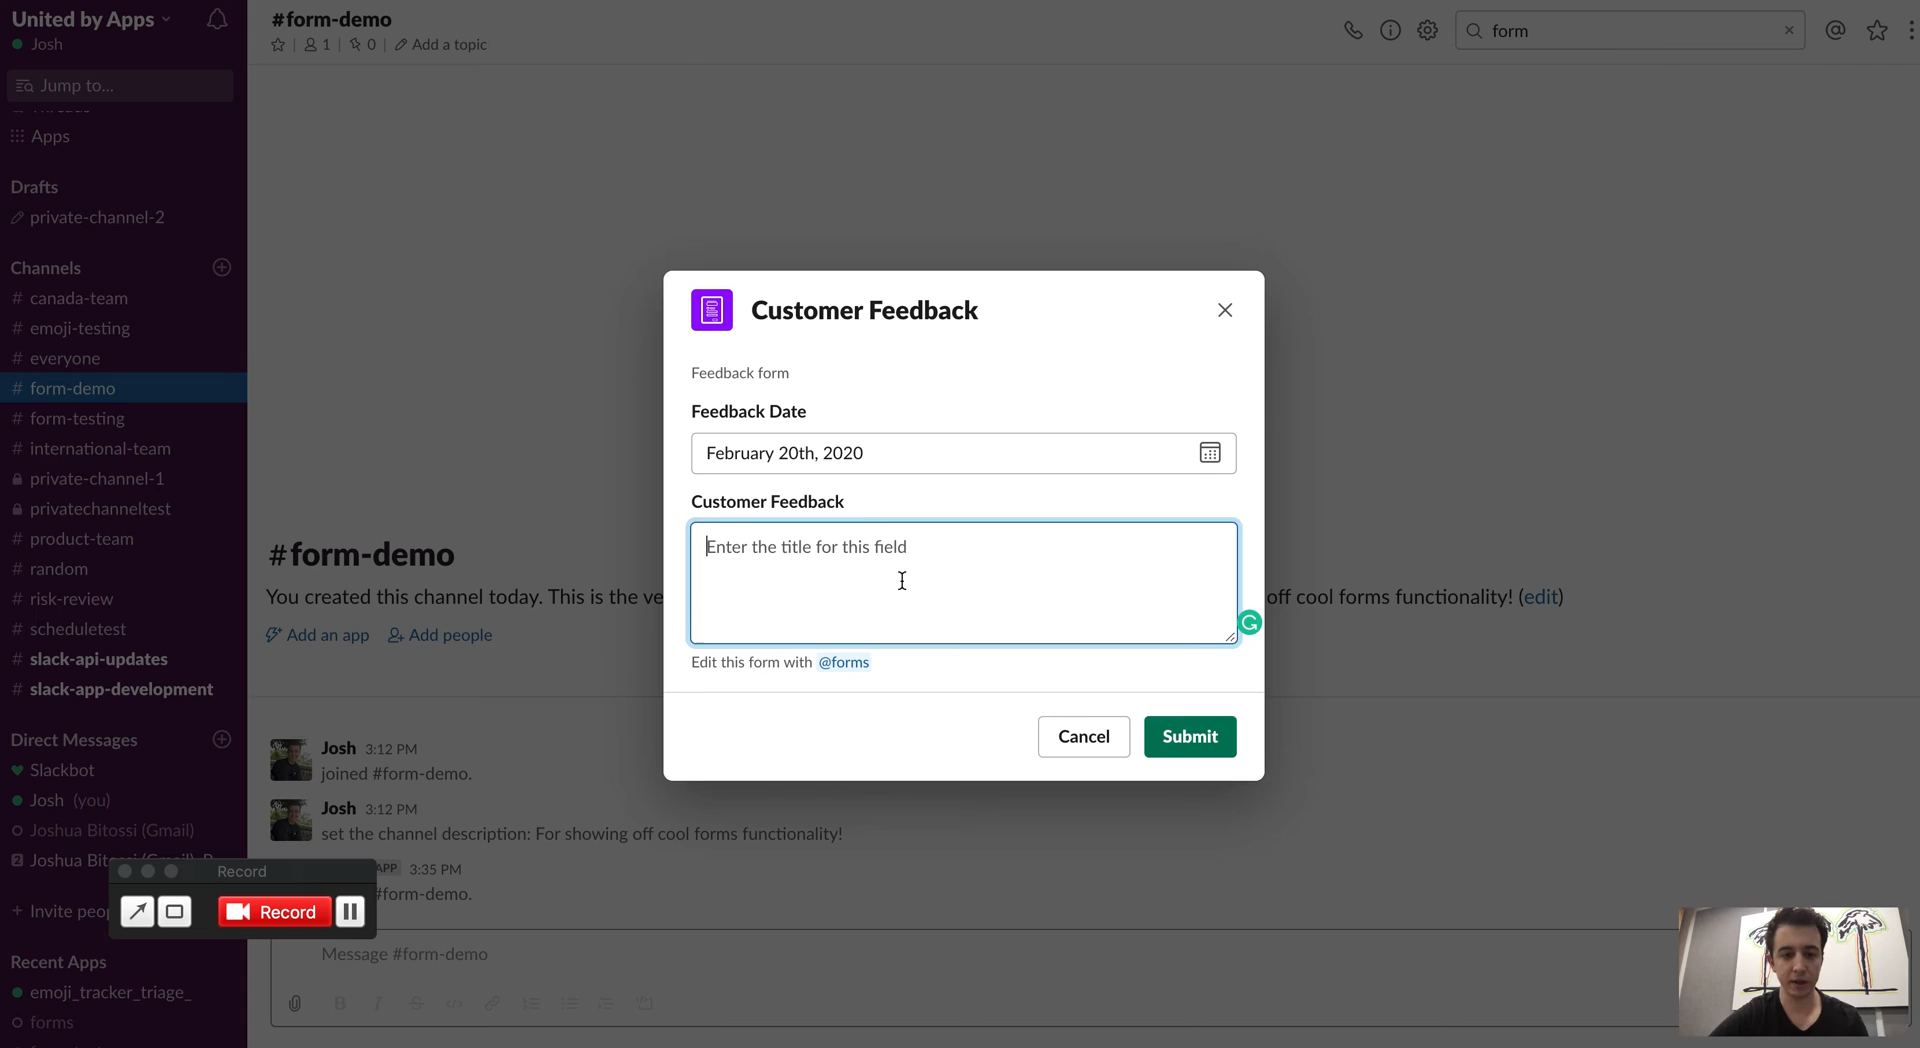 United by Apps
Josh
Jump to...
Apps
Drafts
private-channel-2
Channels
# canada-team
# emoji-testing
# everyone
# form-demo
# form-testing
# international-team
private-channel-1
privatechanneltest
# product-team
# random
# risk-review
# scheduletest
# slack-api-updates
# slack-app-development
Direct Messages
Slackbot
Josh (you)
Joshua Bitossi (Gmail)
2 Joshua
+ Invite
Recent Apps
emoji_tracker_triage_
forms
#form-demo
1 | 0 | Add a topic
form
#form-demo
You created this channel today. This is the
off cool forms functionality! (edit)
Add an app Add people
Josh 3:12 PM
joined #form-demo.
Josh 3:12 PM
set the channel description: For showing off cool forms functionality!
APP 3:35 PM
#form-demo.
Message #form-demo
Customer Feedback
Feedback form
Feedback Date
February 20th, 2020
Customer Feedback
Enter the title for this field
Edit this form with @forms
Cancel
Submit
Record
Record